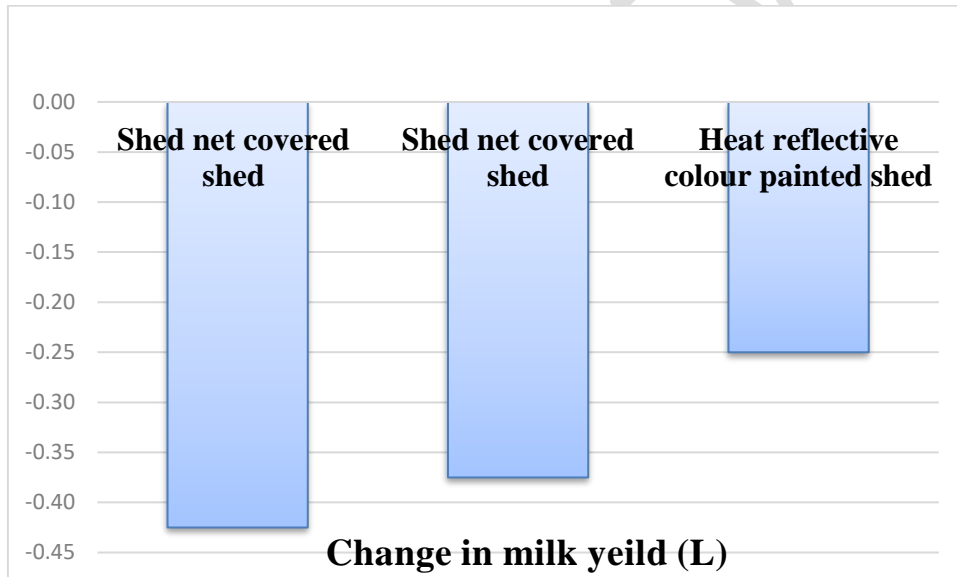 0.00
-0.05
-0.10
-0.15
-0.20
-0.25
-0.30
-0.35
-0.40
-0.45
Shed net covered
shed
Shed net covered
shed
Heat reflective
colour painted shed
Change in milk yeild (L)